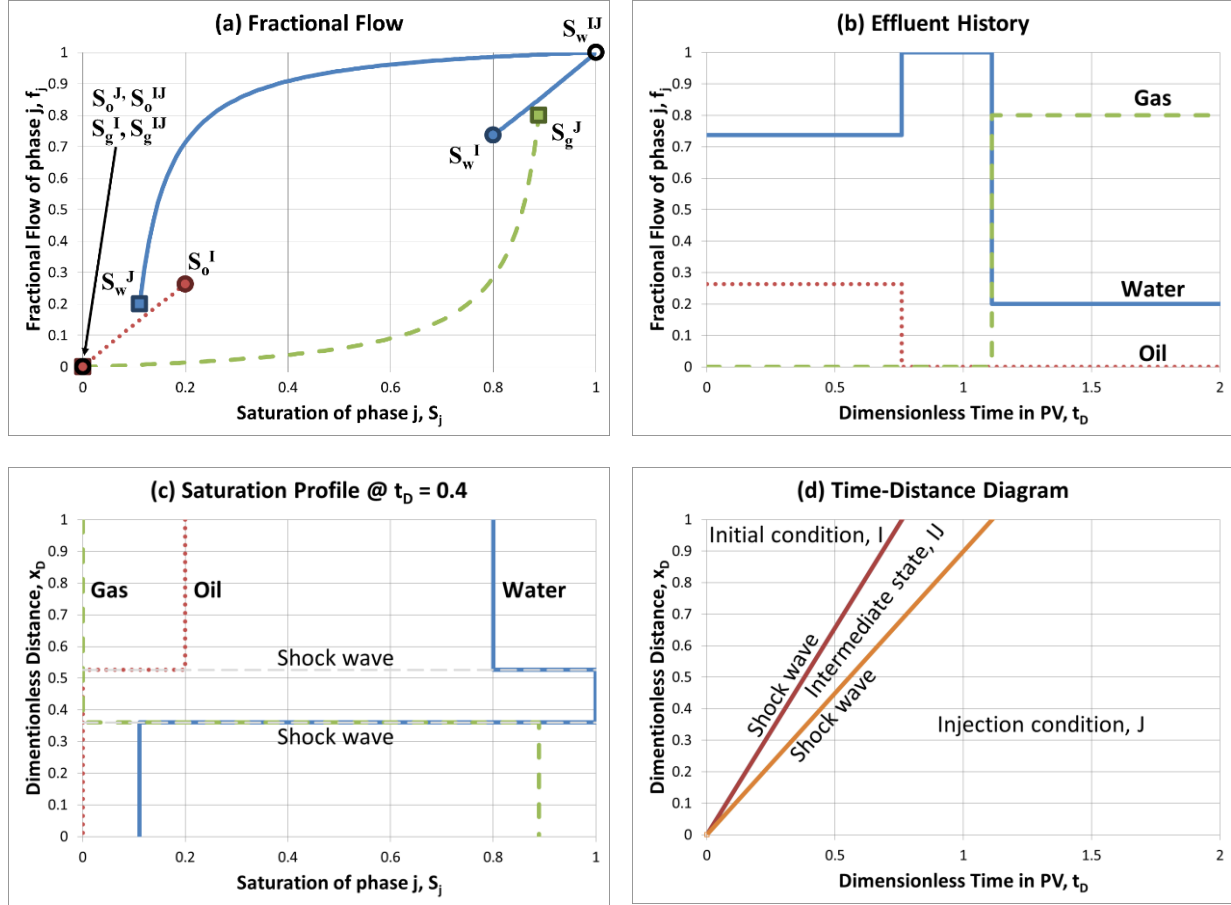 (a) Fractional Flow
S_w^IJ
S_o^J, S_o^IJ
S_g^I, S_g^IJ
S_w^I
S_g^J
S_w^J
S_o^I
Fractional Flow of phase j, f_j
1
0.9
0.8
0.7
0.6
0.5
0.4
0.3
0.2
0.1
0
0 0.2 0.4 0.6 0.8 1
Saturation of phase j, S_j
(b) Effluent History
Fractional Flow of phase j, f_j
1
0.9
0.8
0.7
0.6
0.5
0.4
0.3
0.2
0.1
0
Gas
Water
Oil
0 0.5 1 1.5 2
Dimensionless Time in PV, t_D
(c) Saturation Profile @ t_D = 0.4
Dimentionless Distance, x_D
1
0.9
0.8
0.7
0.6
0.5
0.4
0.3
0.2
0.1
0
Gas Oil Water
Shock wave
Shock wave
0 0.2 0.4 0.6 0.8 1
Saturation of phase j, S_j
(d) Time-Distance Diagram
Dimensionless Distance, x_D
1
0.9
0.8
0.7
0.6
0.5
0.4
0.3
0.2
0.1
0
Initial condition, I
Shock wave
Intermediate state, IJ
Shock wave
Injection condition, J
0 0.5 1 1.5 2
Dimensionless Time in PV, t_D